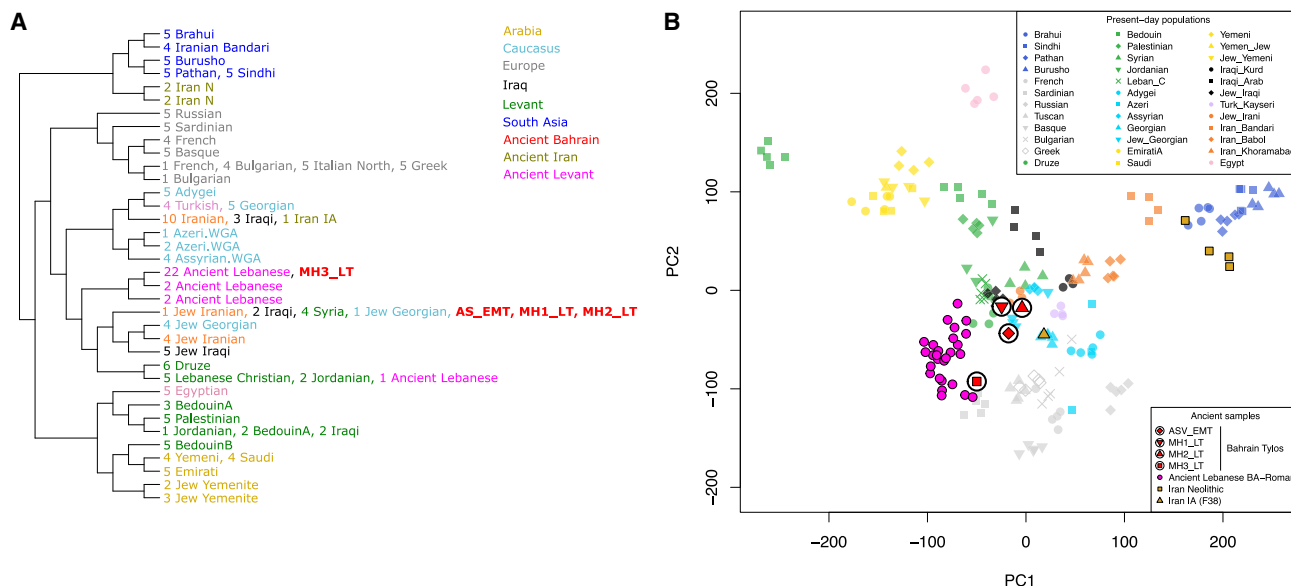 A
5 Brahui
4 Iranian Bandari
5 Burusho
5 Pathan, 5 Sindhi
2 Iran N
2 Iran N
5 Russian
5 Sardinian
4 French
5 Basque
1 French, 4 Bulgarian, 5 Italian North, 5 Greek
1 Bulgarian
5 Adygei
4 Turkish, 5 Georgian
10 Iranian, 3 Iraqi, 1 Iran IA
1 Azeri.WGA
2 Azeri.WGA
4 Assyrian.WGA
22 Ancient Lebanese, MH3_LT
2 Ancient Lebanese
2 Ancient Lebanese
1 Jew Iranian, 2 Iraqi, 4 Syria, 1 Jew Georgian, AS_EMT, MH1_LT, MH2_LT
4 Jew Georgian
4 Jew Iranian
5 Jew Iraqi
6 Druze
5 Lebanese Christian, 2 Jordanian, 1 Ancient Lebanese
5 Egyptian
3 BedouinA
5 Palestinian
1 Jordanian, 2 BedouinA, 2 Iraqi
5 BedouinB
4 Yemeni, 4 Saudi
5 Emirati
2 Jew Yemenite
3 Jew Yemenite
Arabia
Caucasus
Europe
Iraq
Levant
South Asia
Ancient Bahrain
Ancient Iran
Ancient Levant
B
PC2
200
100
0
−100
−200
−200
−100
0
100
200
PC1
Present-day populations
Brahui
Sindhi
Pathan
Burusho
French
Sardinian
Russian
Tuscan
Basque
Bulgarian
Greek
Druze
Bedouin
Palestinian
Syrian
Jordanian
Leban_C
Adygei
Azeri
Assyrian
Georgian
Jew_Georgian
EmiratiA
Saudi
Yemeni
Yemen_Jew
Jew_Yemeni
Iraqi_Kurd
Iraqi_Arab
Jew_Iraqi
Turk_Kayseri
Jew_Irani
Iran_Bandari
Iran_Babol
Iran_Khoramabad
Egypt
Ancient samples
ASV_EMT
MH1_LT
MH2_LT
MH3_LT
Bahrain Tylos
Ancient Lebanese BA−Roman
Iran Neolithic
Iran IA (F38)